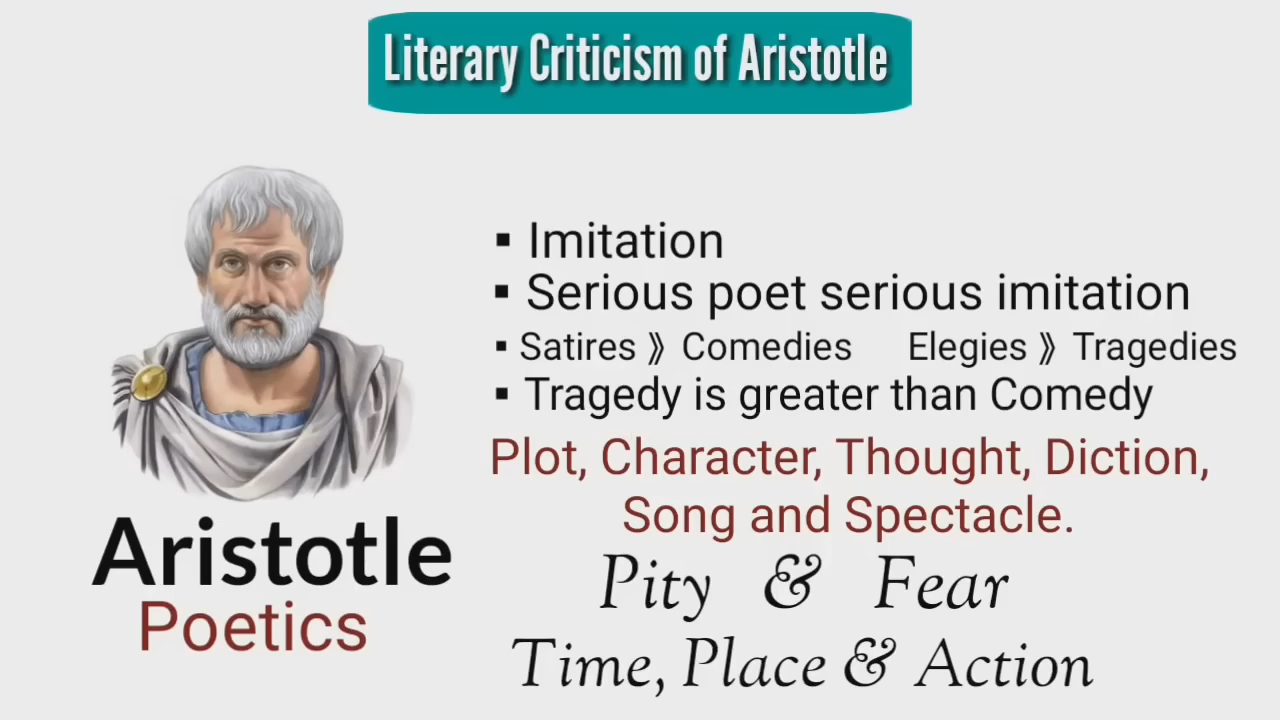 Literary Criticism of Aristotle
▪ Imitation
▪ Serious poet serious imitation
▪ Satires 》 Comedies Elegies 》 Tragedies
▪ Tragedy is greater than Comedy
Plot, Character, Thought, Diction,
Song and Spectacle.
Pity & Fear
Time, Place & Action
Aristotle
Poetics